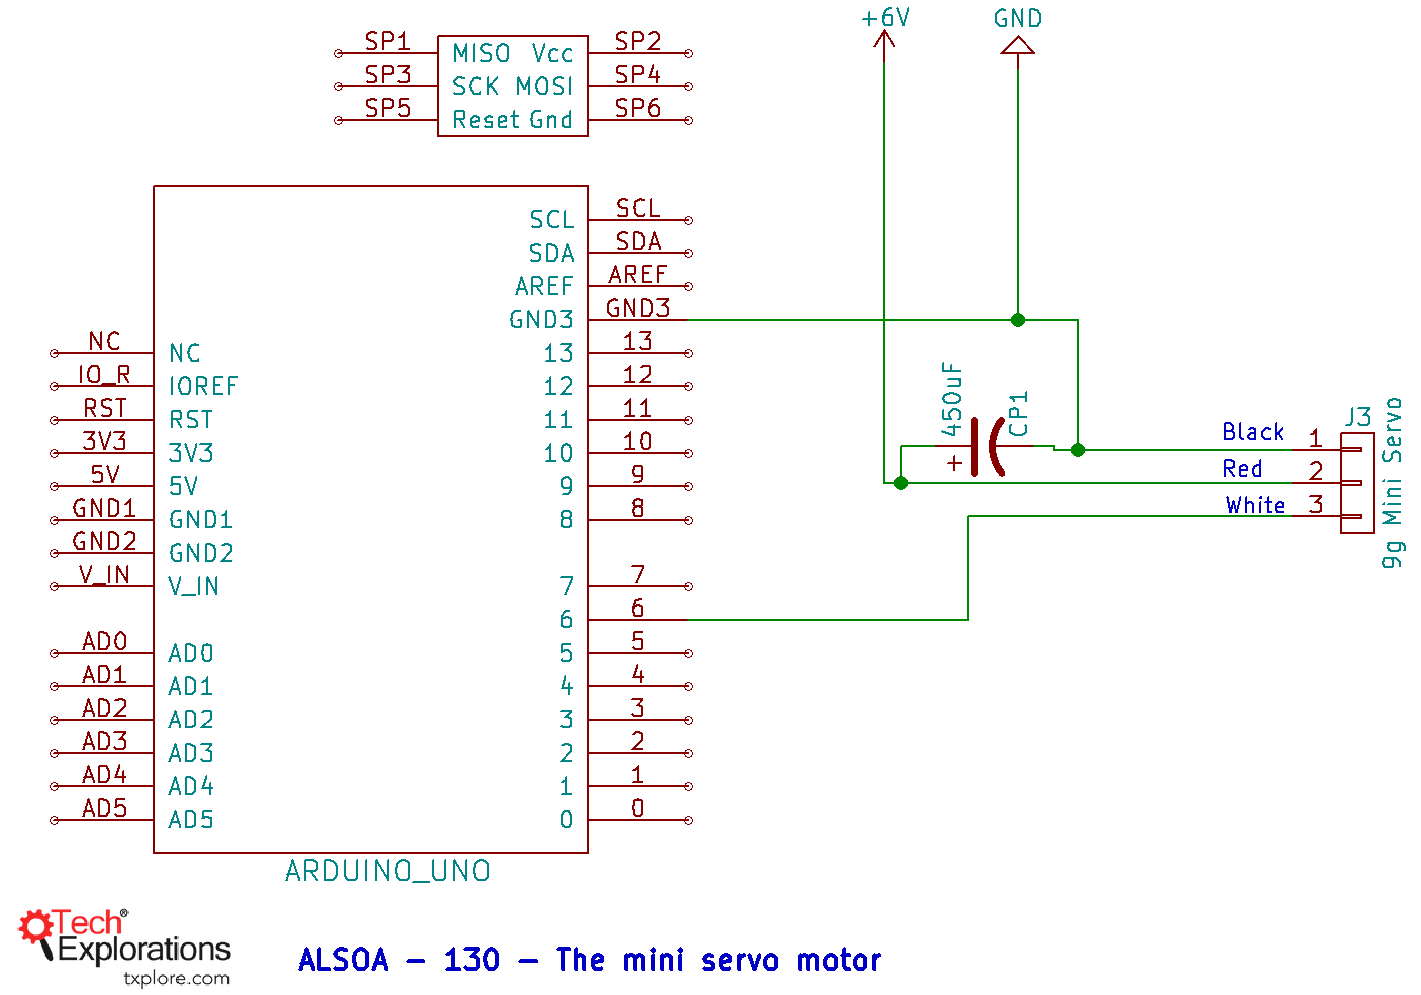 +6V GND
SP1 MISO Vcc SP2
SP3 SCK MOSI SP4
SP5 Reset Gnd SP6
SCL SCL
SDA SDA
AREF AREF
GND3 GND3
NC NC 13 13
IO_R IOREF 12 12
RST RST 11 11
3V3 3V3 10 10
5V 5V 9 9
GND1 GND1 8 8
GND2 GND2
V_IN V_IN 7 7
6 6
AD0 AD0 5 5
AD1 AD1 4 4
AD2 AD2 3 3
AD3 AD3 2 2
AD4 AD4 1 1
AD5 AD5 0 0
ARDUINO_UNO
450uF
CP1
+
J3
Black 1
Red 2
White 3
9g Mini Servo
Tech®
Explorations
txplore.com
ALSOA - 130 - The mini servo motor